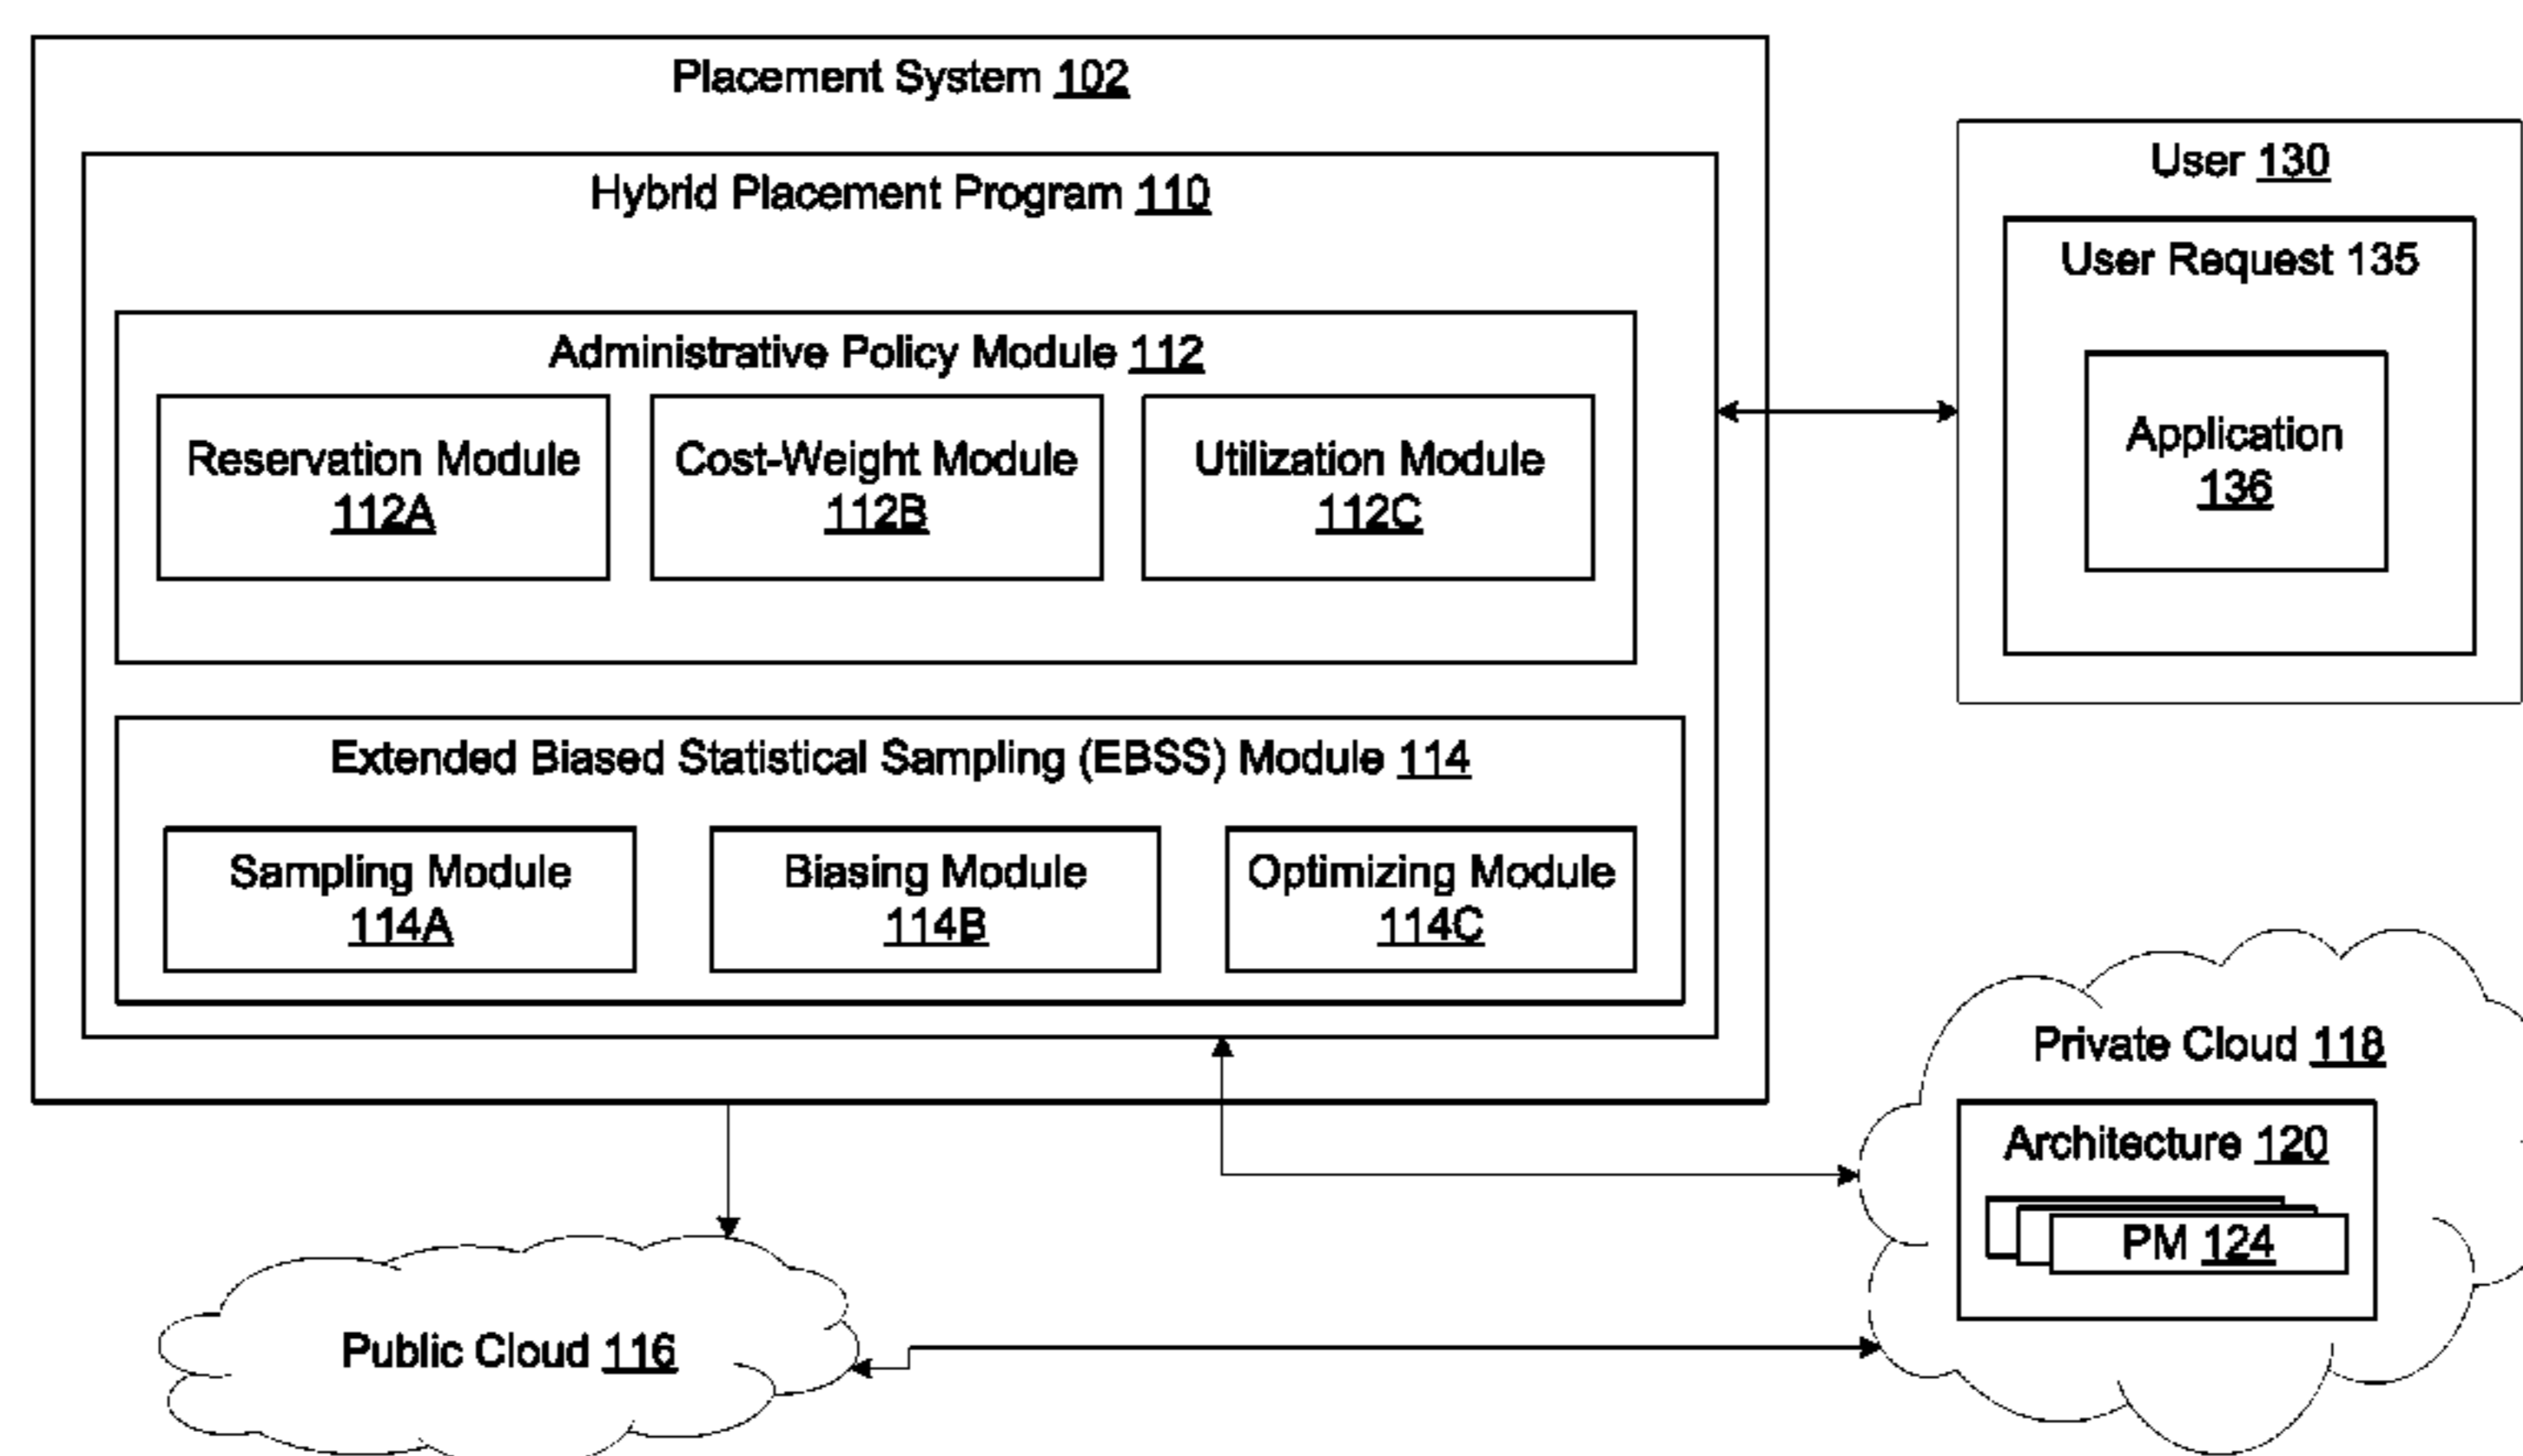 Placement System 102
Hybrid Placement Program 110
Administrative Policy Module 112
Reservation Module
112A
Cost-Weight Module
112B
Utilization Module
112C
Extended Biased Statistical Sampling (EBSS) Module 114
Sampling Module
114A
Biasing Module
114B
Optimizing Module
114C
User 130
User Request 135
Application
136
Private Cloud 118
Architecture 120
PM 124
Public Cloud 116